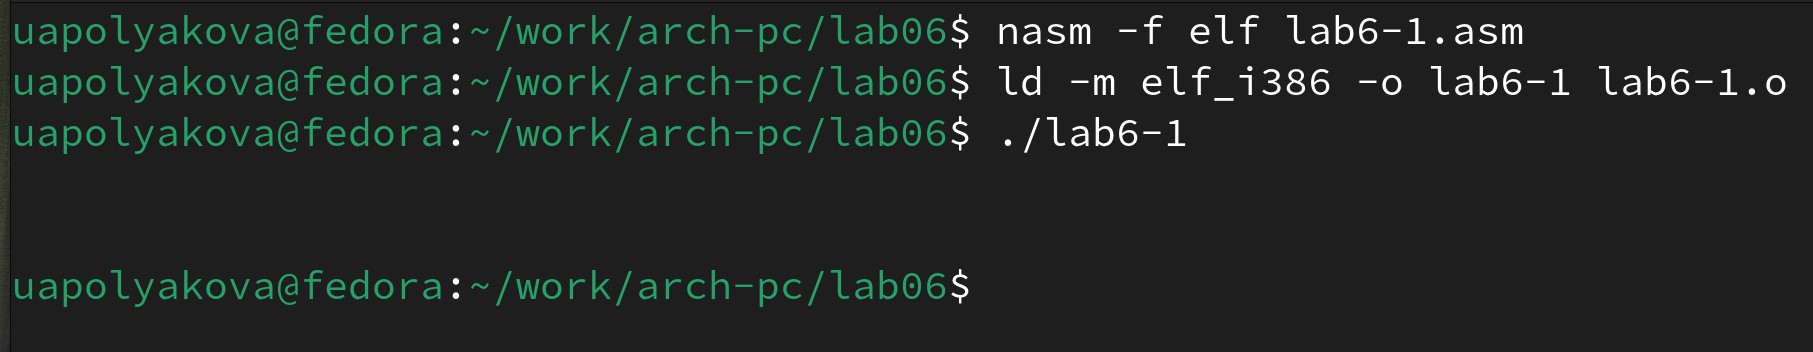 uapolyakova@fedora:~/work/arch-pc/lab06$ nasm -f elf lab6-1.asm
uapolyakova@fedora:~/work/arch-pc/lab06$ ld -m elf_i386 -o lab6-1 lab6-1.o
uapolyakova@fedora:~/work/arch-pc/lab06$ ./lab6-1
uapolyakova@fedora:~/work/arch-pc/lab06$